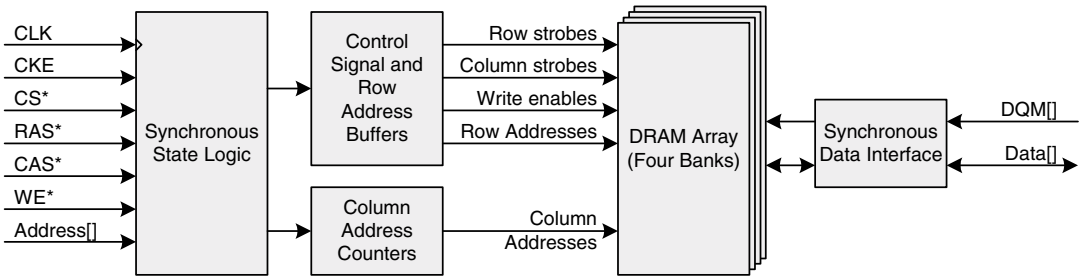 CLK
CKE
CS*
RAS*
CAS*
WE*
Address[]
Synchronous
State Logic
Control
Signal and
Row
Address
Buffers
Column
Address
Counters
Row strobes
Column strobes
Write enables
Row Addresses
Column
Addresses
DRAM Array
(Four Banks)
Synchronous
Data Interface
DQM[]
Data[]